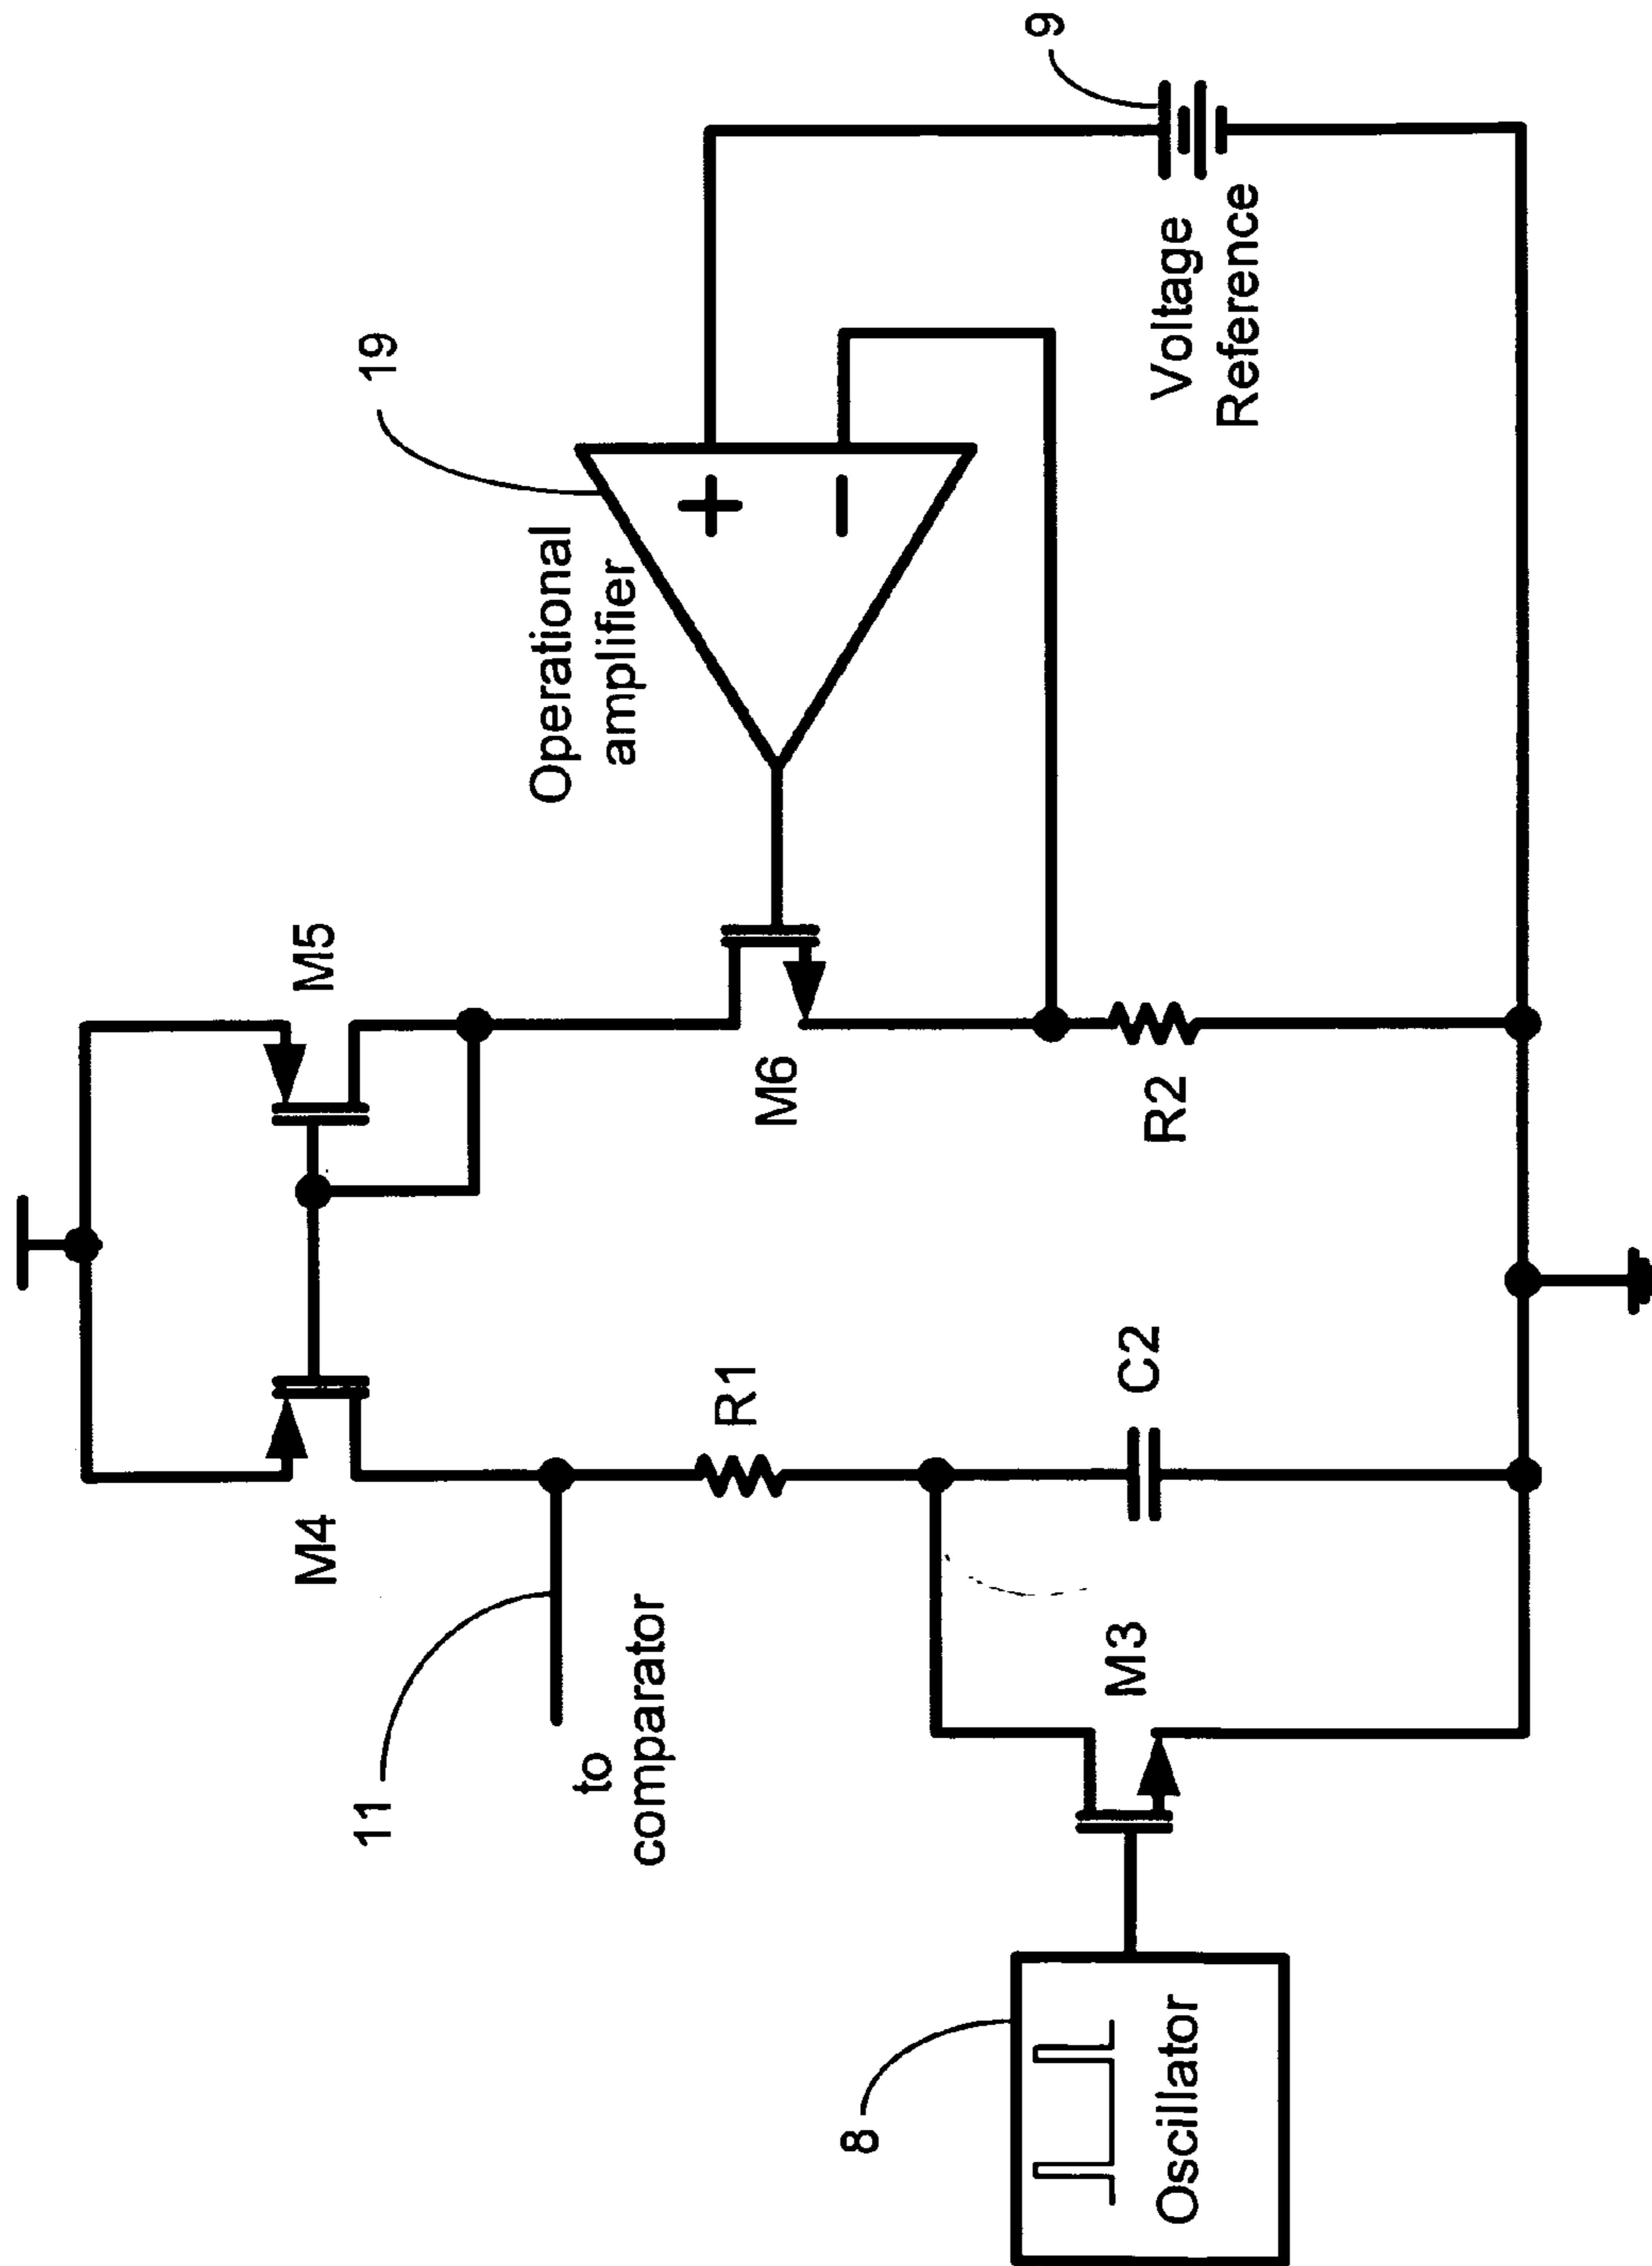 M4
M5
11
to
comparator
R1
M6
Operational
amplifier
19
8
Oscillator
M3
C2
R2
+
−
Voltage
Reference
9